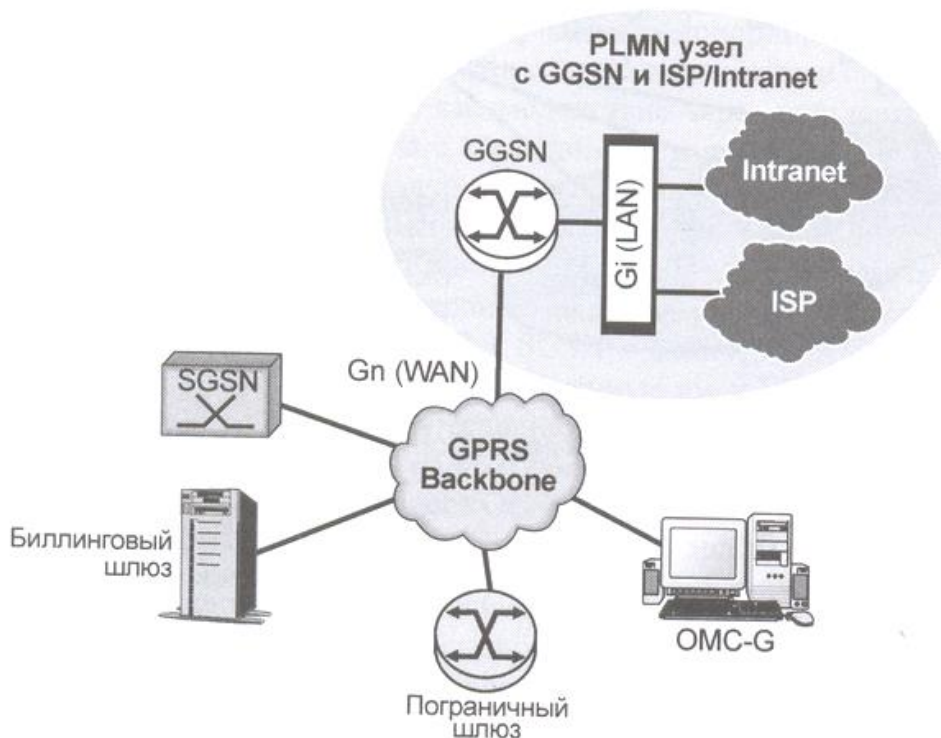 PLMN узел
с GGSN и ISP/Intranet
GGSN
Intranet
Gi (LAN)
ISP
Gn (WAN)
SGSN
GPRS
Backbone
Биллинговый
шлюз
OMC-G
Пограничный
шлюз